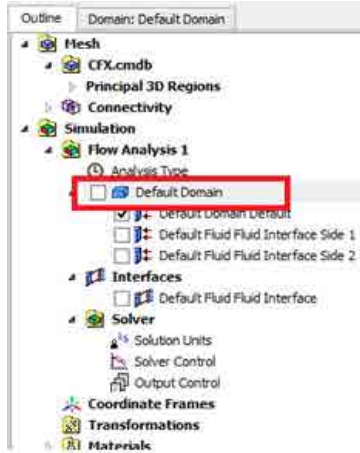 Outline Domain: Default Domain
Mesh
CFX.cmdb
Principal 3D Regions
Connectivity
Simulation
Flow Analysis 1
Analysis Type
Default Domain
Default Domain Default
Default Fluid Fluid Interface Side 1
Default Fluid Fluid Interface Side 2
Interfaces
Default Fluid Fluid Interface
Solver
Solution Units
Solver Control
Output Control
Coordinate Frames
Transformations
Materials